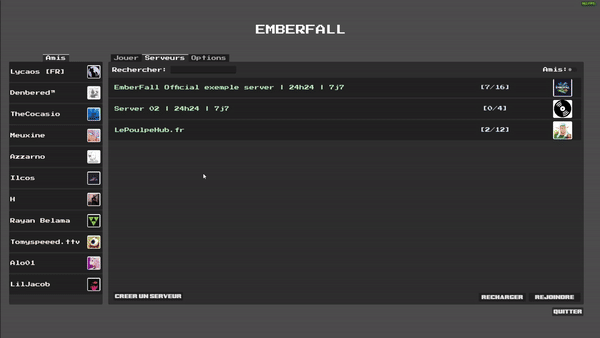 EMBERFALL
Amis
Jouer Serveurs Options
Lycaos [FR]
Denbered™
TheCocasio
Meuxine
Azzarno
Ilcos
H
Rayan Belama
Tomyspeeed.ttv
Alo01
LilJacob
Rechercher:
Amis:
EmberFall Official exemple server | 24h24 | 7j7 [7/16]
Server 02 | 24h24 | 7j7 [0/4]
LePoulpeHub.fr [2/12]
CREER UN SERVEUR
RECHARGER
REJOINDRE
QUITTER